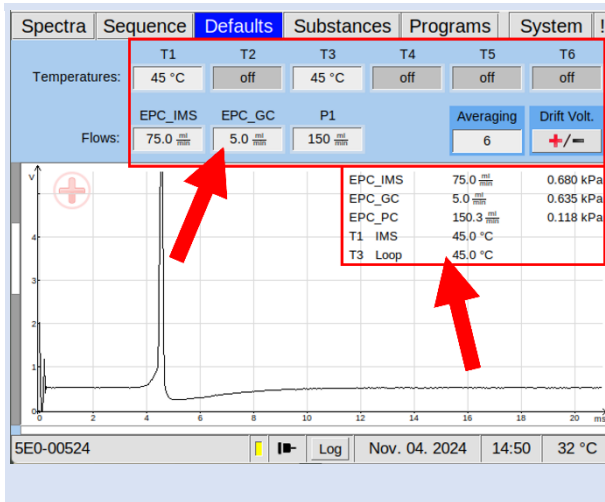 Spectra Sequence Defaults Substances Programs System !
T1 T2 T3 T4 T5 T6
Temperatures: 45 °C off 45 °C off off off
EPC_IMS EPC_GC P1 Averaging Drift Volt.
Flows: 75.0 ml/min 5.0 ml/min 150 ml/min 6 +/-
V
EPC_IMS 75.0 ml/min 0.680 kPa
EPC_GC 5.0 ml/min 0.635 kPa
EPC_PC 150.3 ml/min 0.118 kPa
T1 IMS 45.0 °C
T3 Loop 45.0 °C
4
3
2
1
0
0 2 4 6 8 10 12 14 16 18 20 ms
5E0-00524 Log Nov. 04. 2024 14:50 32 °C